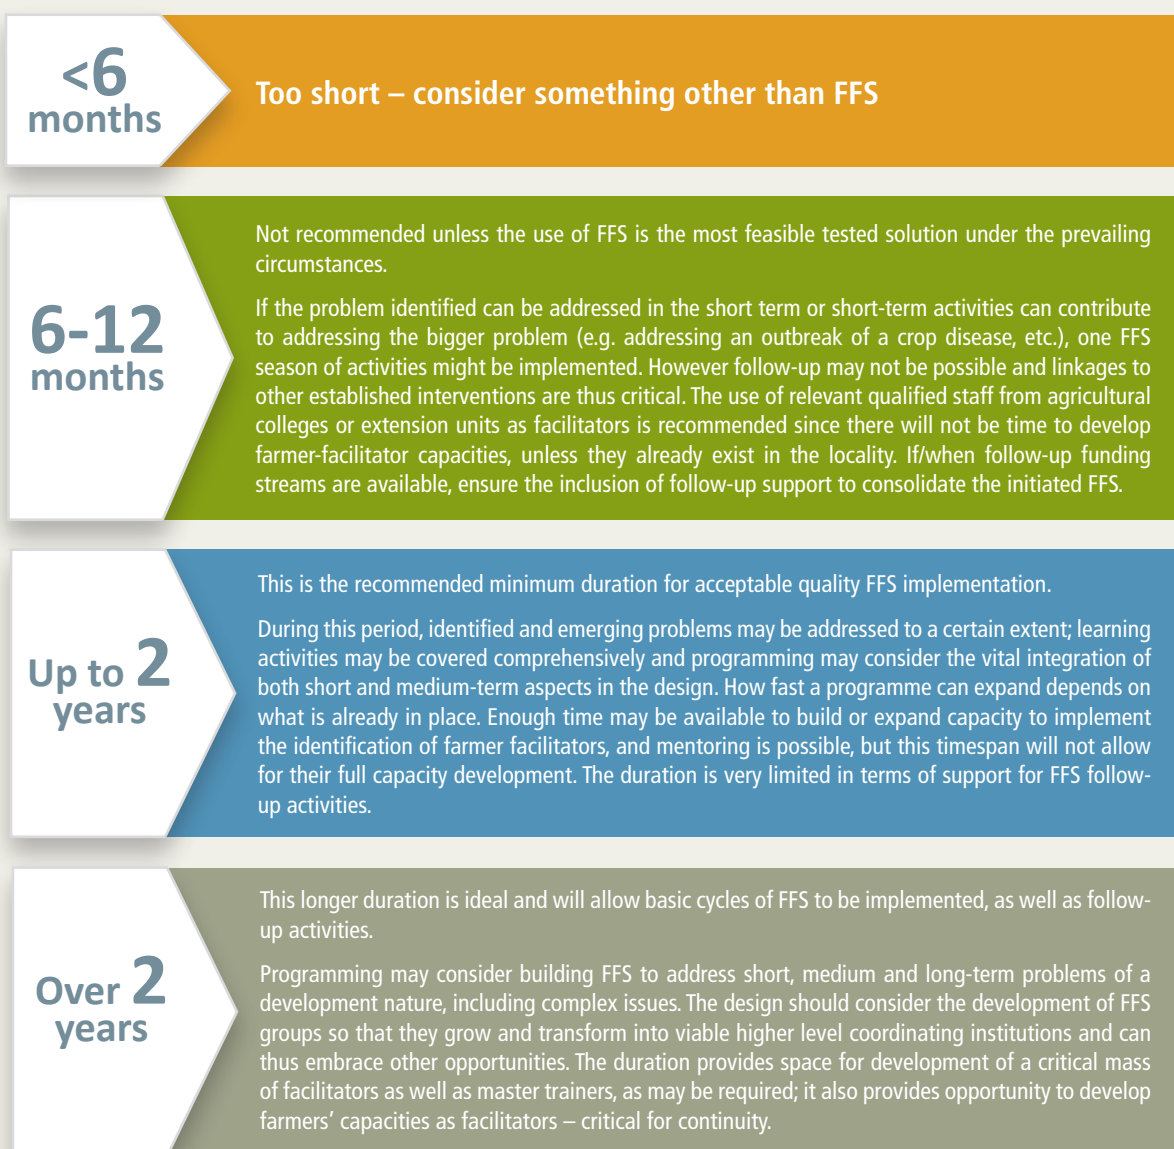 <6
months
Too short – consider something other than FFS
6-12
months
Not recommended unless the use of FFS is the most feasible tested solution under the prevailing
circumstances.
If the problem identified can be addressed in the short term or short-term activities can contribute
to addressing the bigger problem (e.g. addressing an outbreak of a crop disease, etc.), one FFS
season of activities might be implemented. However follow-up may not be possible and linkages to
other established interventions are thus critical. The use of relevant qualified staff from agricultural
colleges or extension units as facilitators is recommended since there will not be time to develop
farmer-facilitator capacities, unless they already exist in the locality. If/when follow-up funding
streams are available, ensure the inclusion of follow-up support to consolidate the initiated FFS.
Up to 2
years
This is the recommended minimum duration for acceptable quality FFS implementation.
During this period, identified and emerging problems may be addressed to a certain extent; learning
activities may be covered comprehensively and programming may consider the vital integration of
both short and medium-term aspects in the design. How fast a programme can expand depends on
what is already in place. Enough time may be available to build or expand capacity to implement
the identification of farmer facilitators, and mentoring is possible, but this timespan will not allow
for their full capacity development. The duration is very limited in terms of support for FFS follow-
up activities.
Over 2
years
This longer duration is ideal and will allow basic cycles of FFS to be implemented, as well as follow-
up activities.
Programming may consider building FFS to address short, medium and long-term problems of a
development nature, including complex issues. The design should consider the development of FFS
groups so that they grow and transform into viable higher level coordinating institutions and can
thus embrace other opportunities. The duration provides space for development of a critical mass
of facilitators as well as master trainers, as may be required; it also provides opportunity to develop
farmers’ capacities as facilitators – critical for continuity.